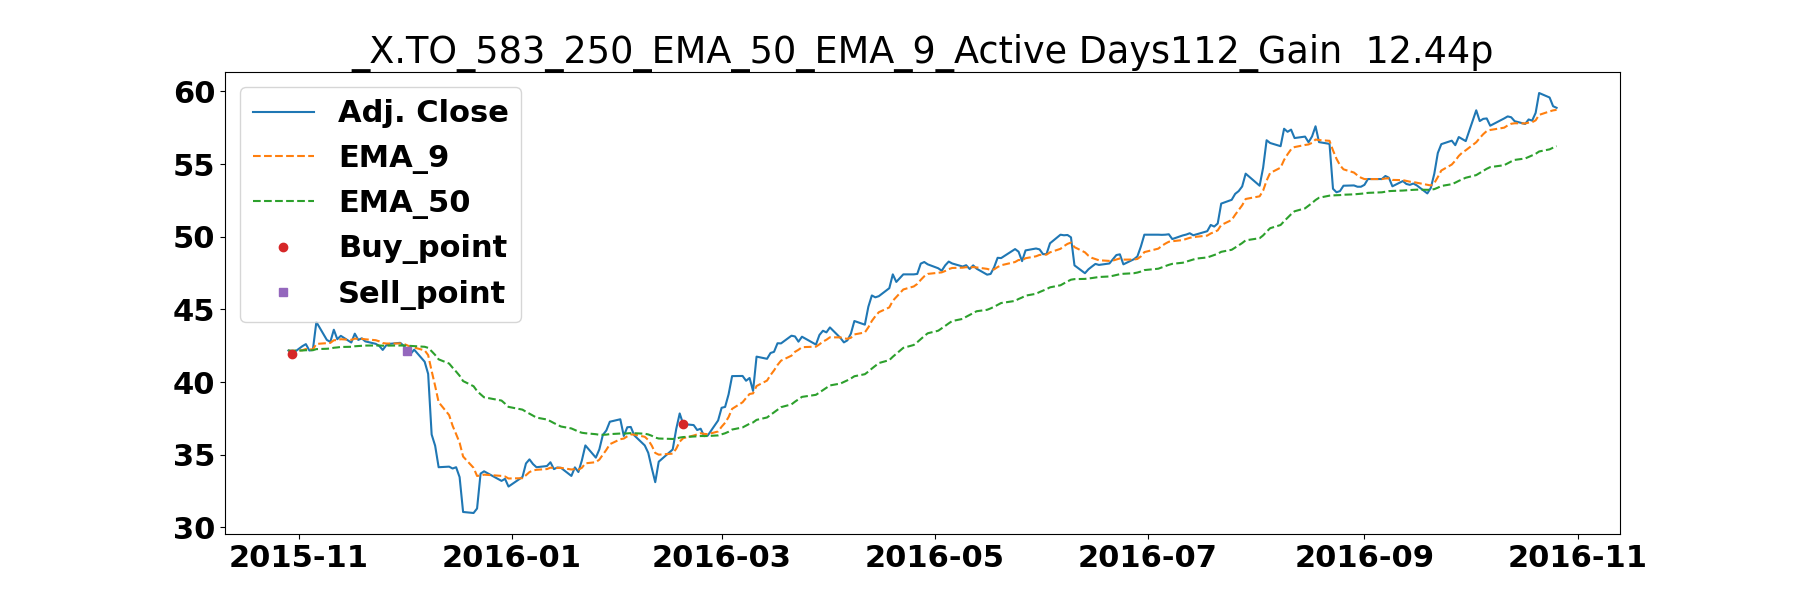 _X.TO_583_250_EMA_50_EMA_9_Active Days112_Gain  12.44p
60
55
50
45
40
35
30
Adj. Close
EMA_9
EMA_50
Buy_point
Sell_point
2015-11 2016-01 2016-03 2016-05 2016-07 2016-09 2016-11